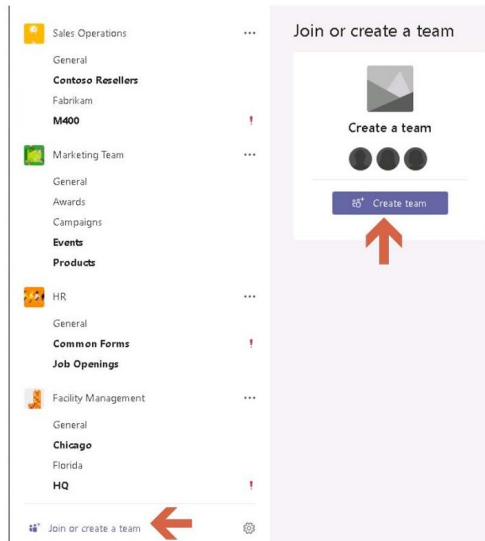 Sales Operations
General
Contoso Resellers
Fabrikam
M400 !
Marketing Team
General
Awards
Campaigns
Events
Products
HR
General
Common Forms !
Job Openings
Facility Management
General
Chicago
Florida
HQ !
Join or create a team
Join or create a team
Create a team
Create team